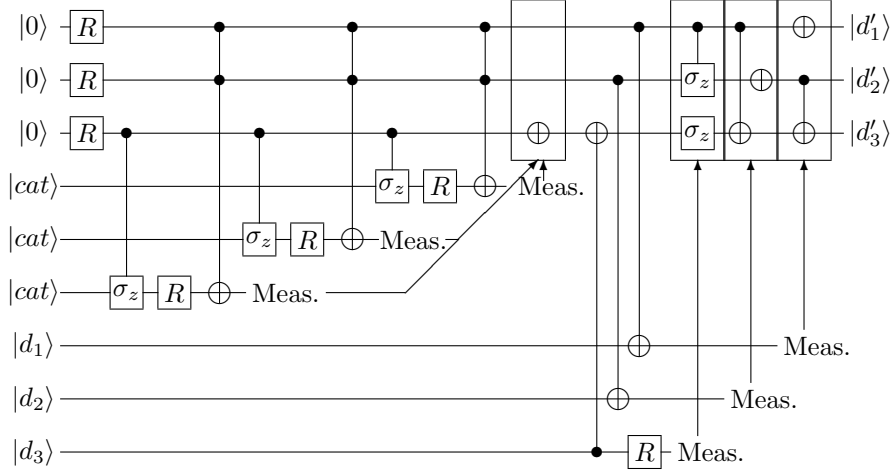 |0⟩ R |d′₁⟩
|0⟩ R σz |d′₂⟩
|0⟩ R σz |d′₃⟩
|cat⟩ σz R Meas.
|cat⟩ σz R Meas.
|cat⟩ σz R Meas.
|d₁⟩ Meas.
|d₂⟩ Meas.
|d₃⟩ R Meas.